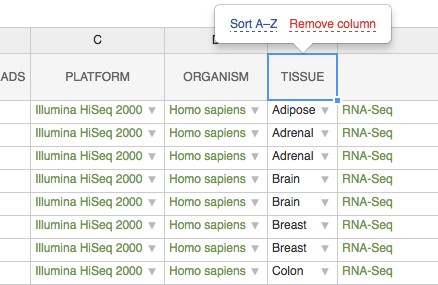 Sort A–Z Remove column
C
ADS PLATFORM ORGANISM TISSUE
Illumina HiSeq 2000 Homo sapiens Adipose RNA-Seq
Illumina HiSeq 2000 Homo sapiens Adrenal RNA-Seq
Illumina HiSeq 2000 Homo sapiens Adrenal RNA-Seq
Illumina HiSeq 2000 Homo sapiens Brain RNA-Seq
Illumina HiSeq 2000 Homo sapiens Brain RNA-Seq
Illumina HiSeq 2000 Homo sapiens Breast RNA-Seq
Illumina HiSeq 2000 Homo sapiens Breast RNA-Seq
Illumina HiSeq 2000 Homo sapiens Colon RNA-Seq